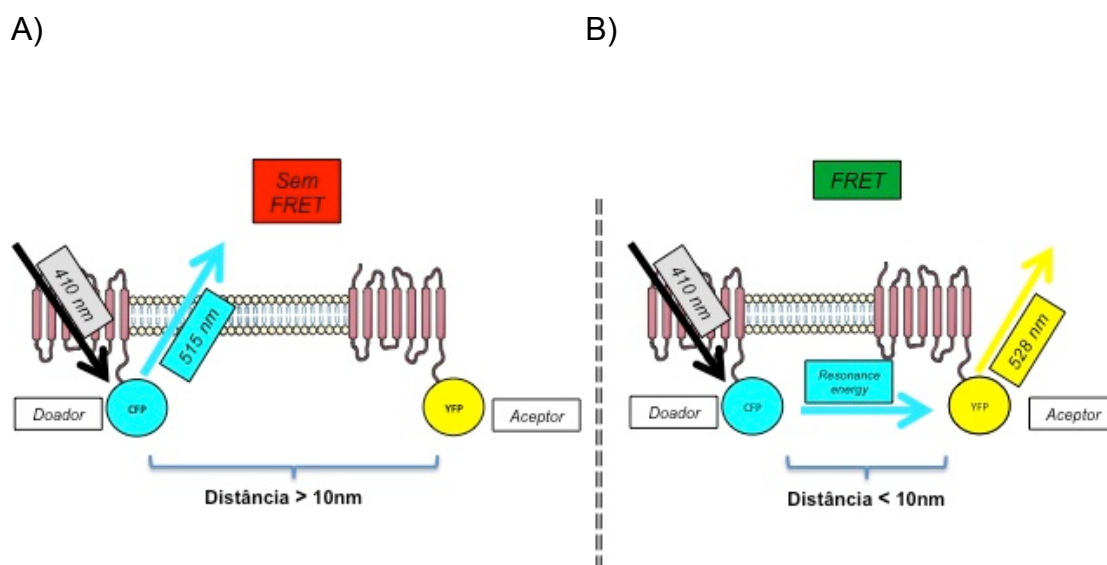 A)
B)
Sem
FRET
FRET
410 nm
515 nm
Doador
CFP
YFP
Aceptor
Distância > 10nm
410 nm
Resonance
energy
528 nm
Doador
CFP
YFP
Aceptor
Distância < 10nm